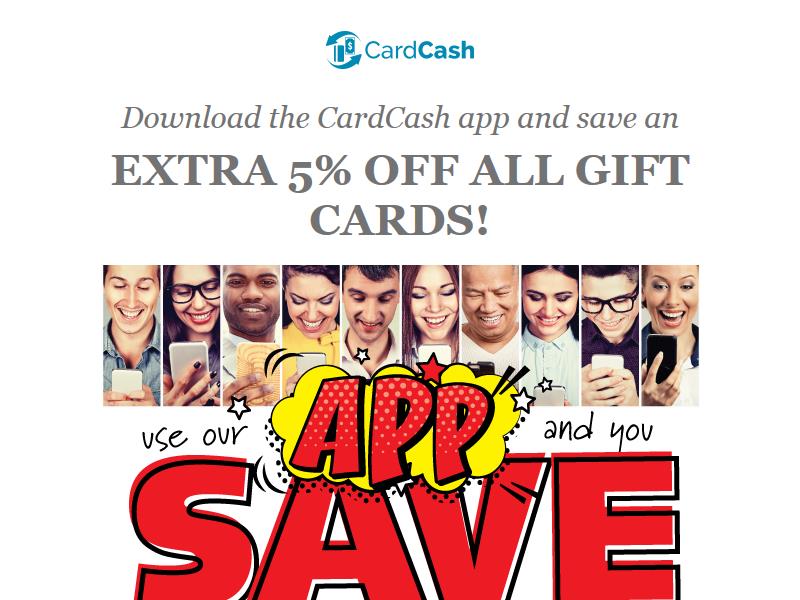 CardCash
Download the CardCash app and save an
EXTRA 5% OFF ALL GIFT
CARDS!
use our APP and you
SAVE